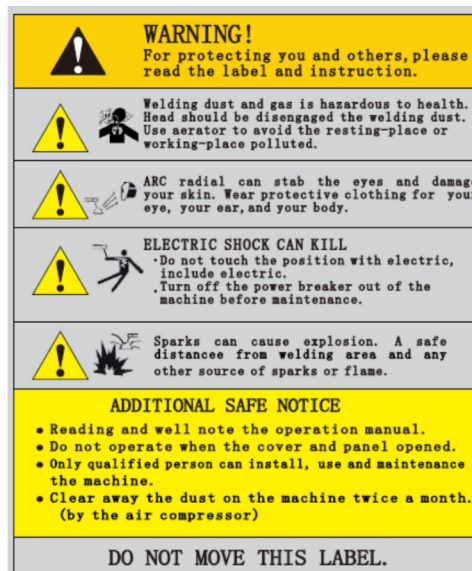 WARNING!
For protecting you and others, please
read the label and instruction.
Welding dust and gas is hazardous to health.
Head should be disengaged the welding dust.
Use aerator to avoid the resting-place or
working-place polluted.
ARC radial can stab the eyes and damag
your skin. Wear protective clothing for you
eye, your ear, and your body.
ELECTRIC SHOCK CAN KILL
·Do not touch the position with electric,
include electric.
.Turn off the power breaker out of the
machine before maintenance.
Sparks can cause explosion. A safe
distancee from welding area and any
other source of sparks or flame.
ADDITIONAL SAFE NOTICE
● Reading and well note the operation manual.
● Do not operate when the cover and panel opened.
● Only qualified person can install, use and maintenance
the machine.
● Clear away the dust on the machine twice a month.
(by the air compressor)
DO NOT MOVE THIS LABEL.